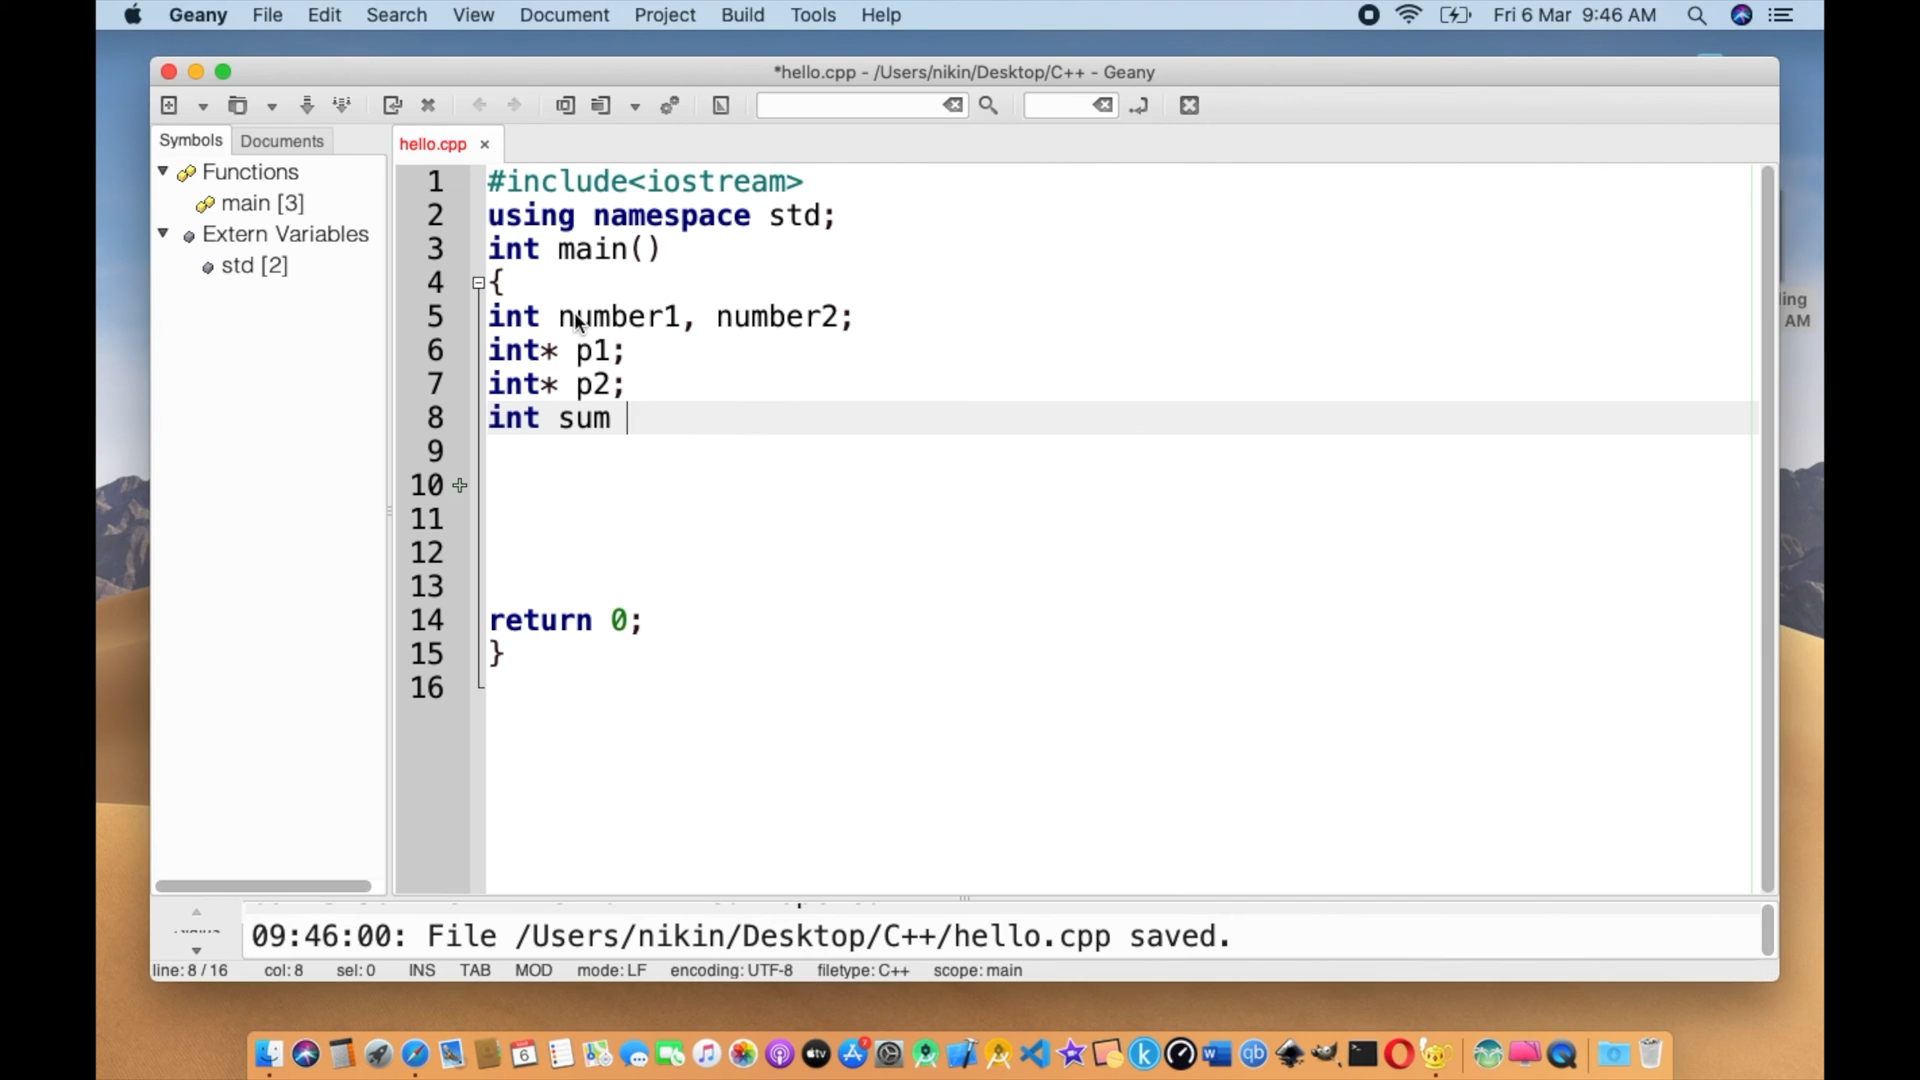 Geany File Edit Search View Document Project Build Tools Help Fri 6 Mar 9:46 AM
*hello.cpp - /Users/nikin/Desktop/C++ - Geany
Symbols Documents
hello.cpp
Functions
main [3]
Extern Variables
std [2]
1 #include<iostream>
2 using namespace std;
3 int main()
4 {
5 int number1, number2;
6 int* p1;
7 int* p2;
8 int sum
9
10
11
12
13
14 return 0;
15 }
16
ling
AM
09:46:00: File /Users/nikin/Desktop/C++/hello.cpp saved.
line: 8 / 16 col: 8 sel: 0 INS TAB MOD mode: LF encoding: UTF-8 filetype: C++ scope: main